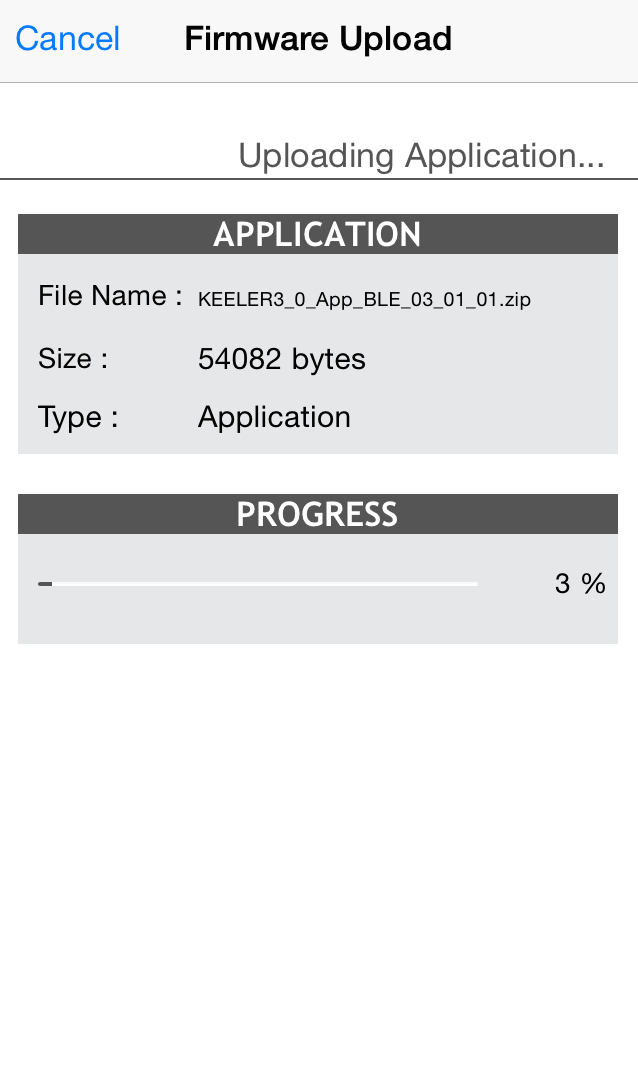 Cancel Firmware Upload
Uploading Application...
APPLICATION
File Name : KEELER3_0_App_BLE_03_01_01.zip
Size : 54082 bytes
Type : Application
PROGRESS
3 %